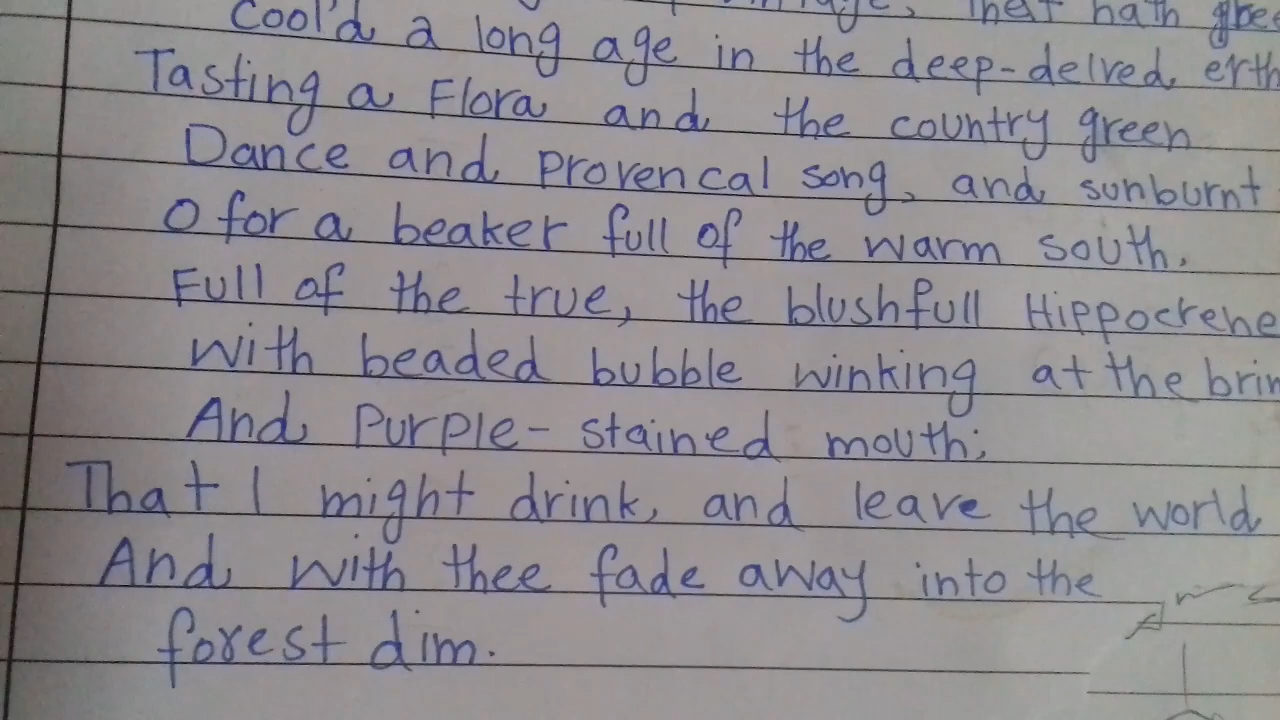 That hath
Cool'd a long age in the deep-delved erth
Tasting a Flora and the country green
Dance and Provencal song, and sunburnt
O for a beaker full of the warm south.
Full of the true, the blushfull Hippocrene
With beaded bubble winking at the brim
And Purple-stained mouth;
That I might drink, and leave the world
And with thee fade away into the
forest dim.